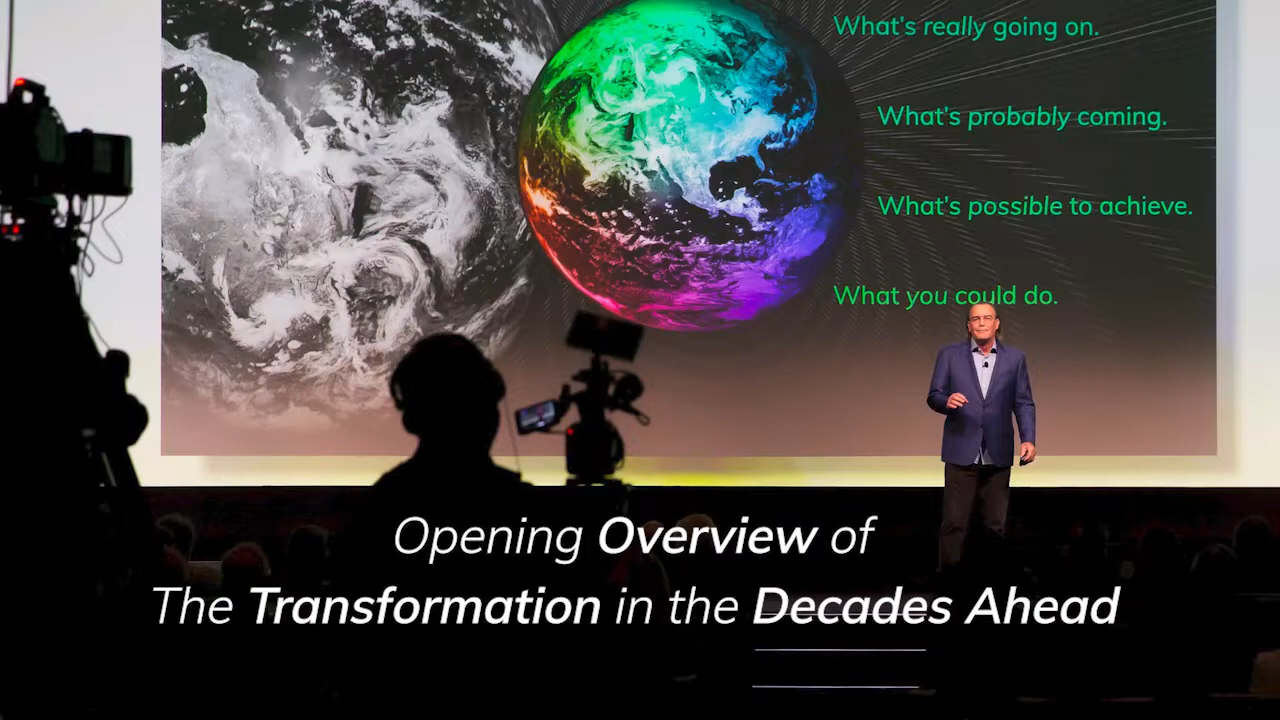 What's really going on.
What's probably coming.
What's possible to achieve.
What you could do.
Opening Overview of
The Transformation in the Decades Ahead